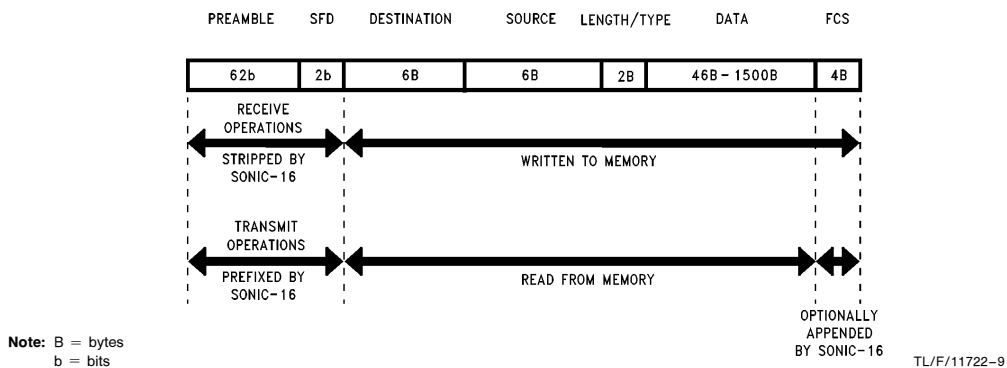 PREAMBLE SFD DESTINATION SOURCE LENGTH/TYPE DATA FCS
62b 2b 6B 6B 2B 46B – 1500B 4B
RECEIVE
OPERATIONS
STRIPPED BY
SONIC–16
WRITTEN TO MEMORY
TRANSMIT
OPERATIONS
PREFIXED BY
SONIC–16
READ FROM MEMORY
OPTIONALLY
APPENDED
BY SONIC–16
Note: B = bytes
b = bits
TL/F/11722–9